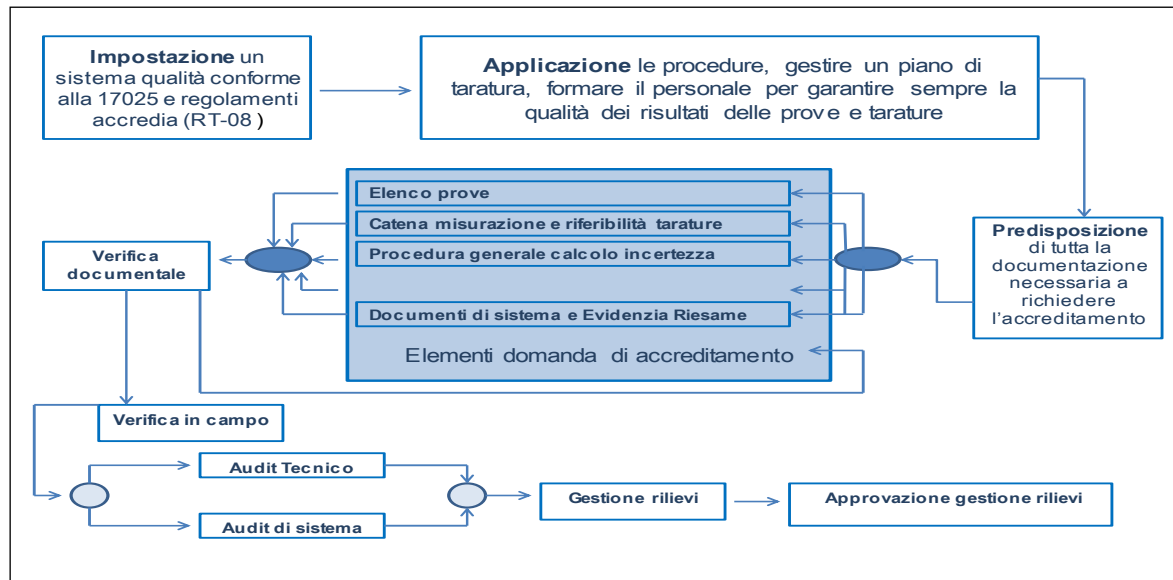 Impostazione un
sistema qualità conforme
alla 17025 e regolamenti
accredia (RT-08 )
Applicazione le procedure, gestire un piano di
taratura, formare il personale per garantire sempre la
qualità dei risultati delle prove e tarature
Elenco prove
Catena misurazione e riferibilità tarature
Procedura generale calcolo incertezza
Documenti di sistema e Evidenzia Riesame
Elementi domanda di accreditamento
Predisposizione
di tutta la
documentazione
necessaria a
richiedere
l'accreditamento
Verifica
documentale
Verifica in campo
Audit Tecnico
Audit di sistema
Gestione rilievi
Approvazione gestione rilievi